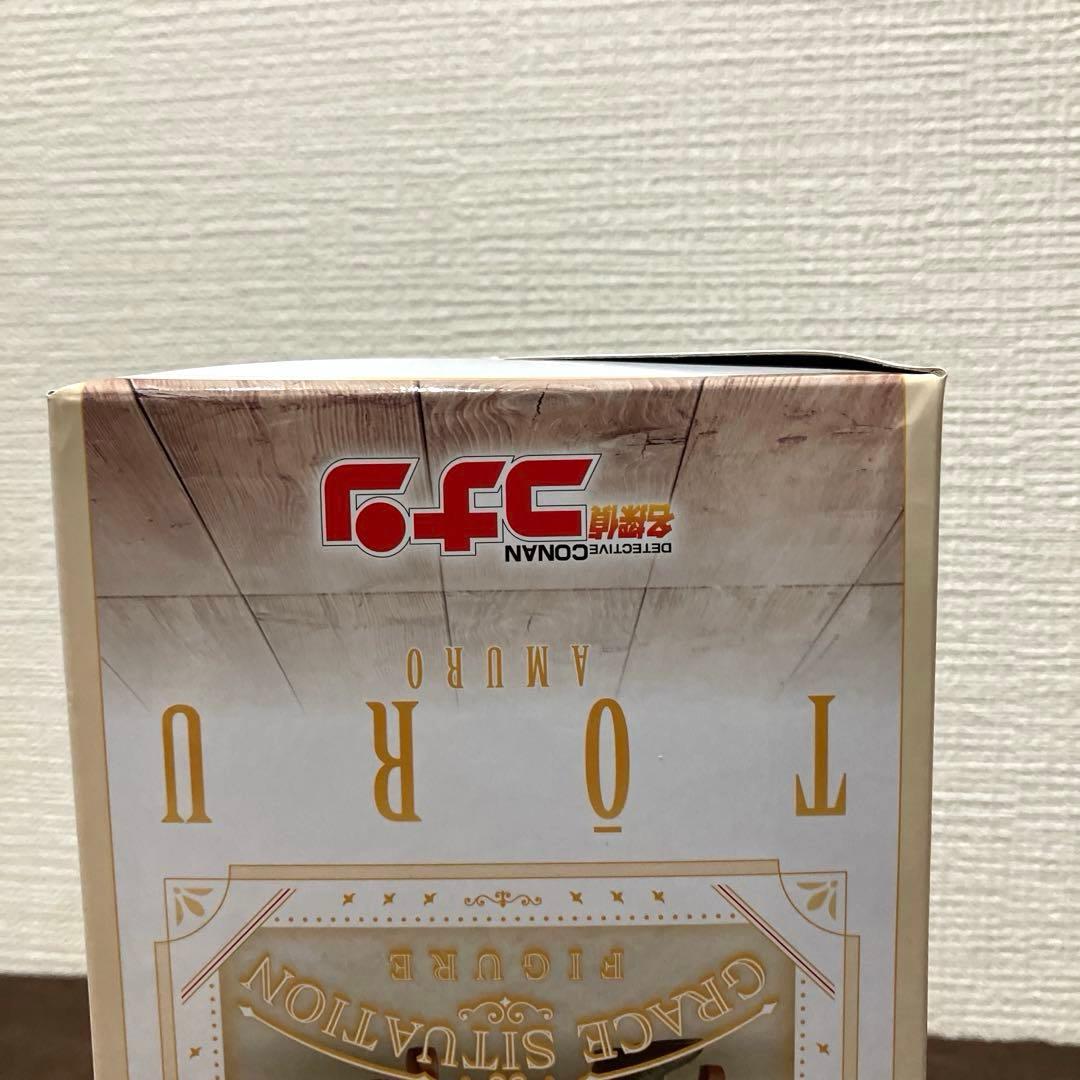 GRACE SITUATION
FIGURE
TŌRU
AMURO
DETECTIVE CONAN
名探偵
コナン